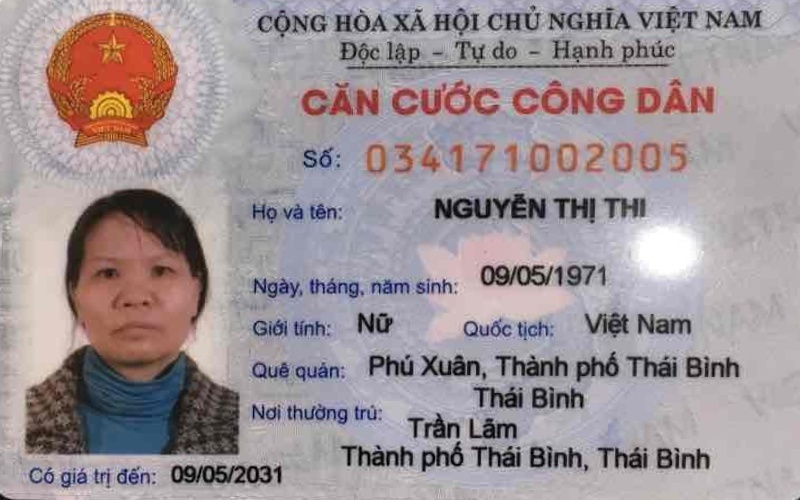 CỘNG HÒA XÃ HỘI CHỦ NGHĨA VIỆT NAM
Độc lập - Tự do - Hạnh phúc
CĂN CƯỚC CÔNG DÂN
Số: 034171002005
Họ và tên: NGUYỄN THỊ THI
Ngày, tháng, năm sinh: 09/05/1971
Giới tính: Nữ Quốc tịch: Việt Nam
Quê quán: Phú Xuân, Thành phố Thái Bình
Thái Bình
Nơi thường trú: Trần Lãm
Thành phố Thái Bình, Thái Bình
Có giá trị đến: 09/05/2031
VIỆT NAM